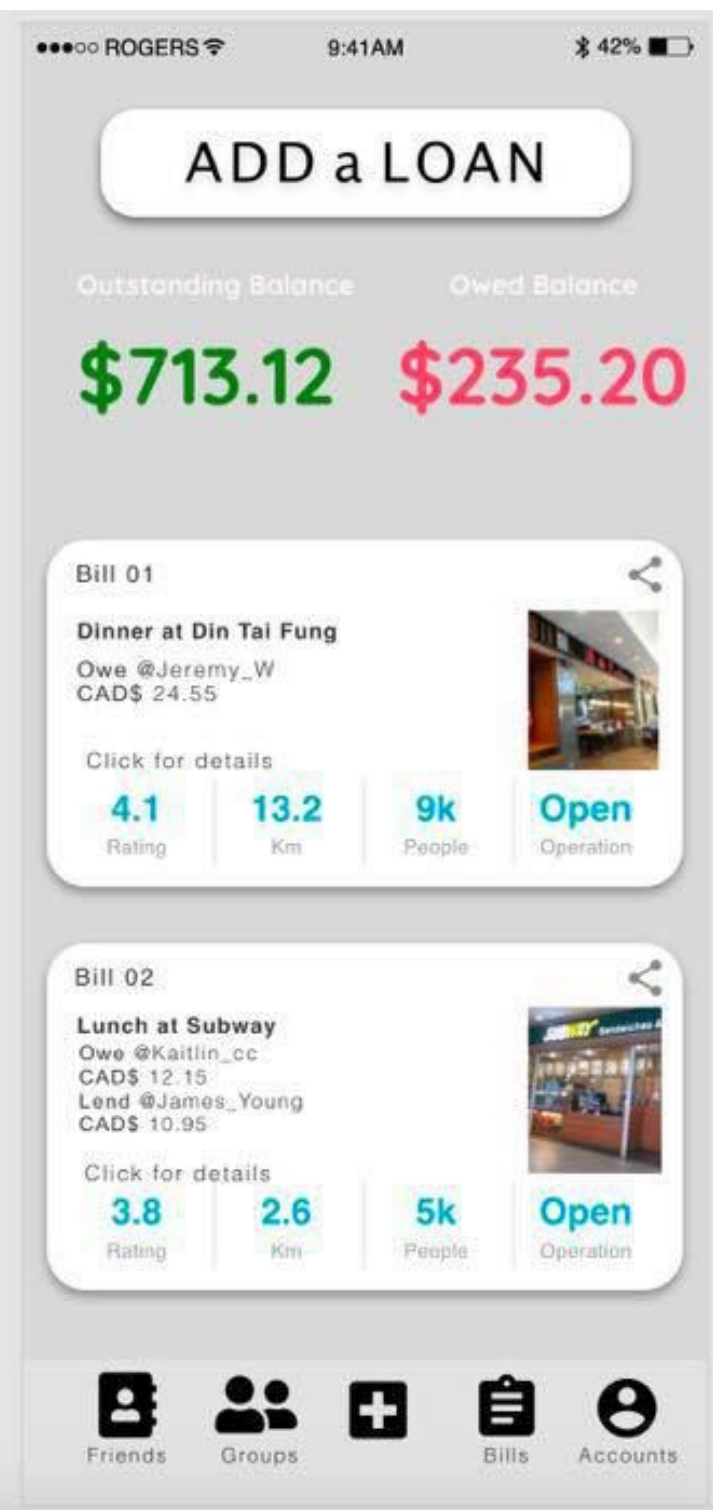 ROGERS 9:41AM 42%
ADD a LOAN
Outstanding Balance Owed Balance
$713.12 $235.20
Bill 01
Dinner at Din Tai Fung
Owe @Jeremy_W
CAD$ 24.55
Click for details
4.1 13.2 9k Open
Rating Km People Operation
Bill 02
Lunch at Subway
Owe @Kaitlin_cc
CAD$ 12.15
Lend @James_Young
CAD$ 10.95
SUBWAY Sandwiches
Click for details
3.8 2.6 5k Open
Rating Km People Operation
Friends Groups Bills Accounts